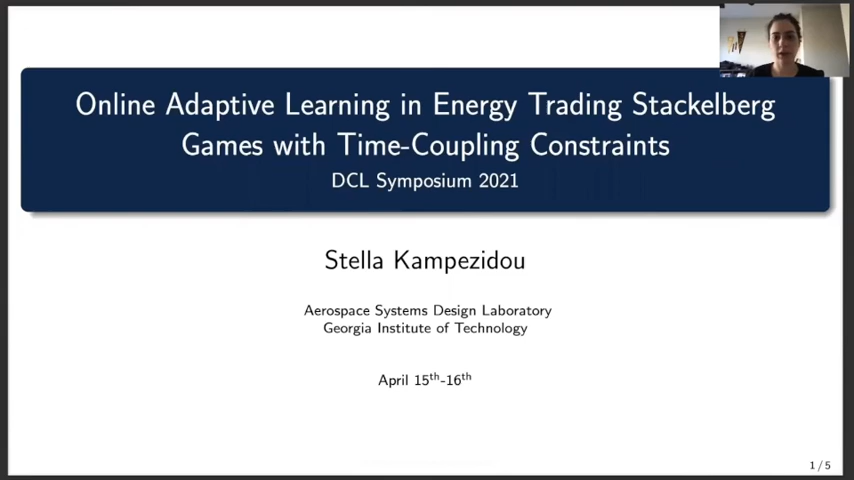 Online Adaptive Learning in Energy Trading Stackelberg
Games with Time-Coupling Constraints
DCL Symposium 2021
Stella Kampezidou
Aerospace Systems Design Laboratory
Georgia Institute of Technology
April 15th-16th
1 / 5